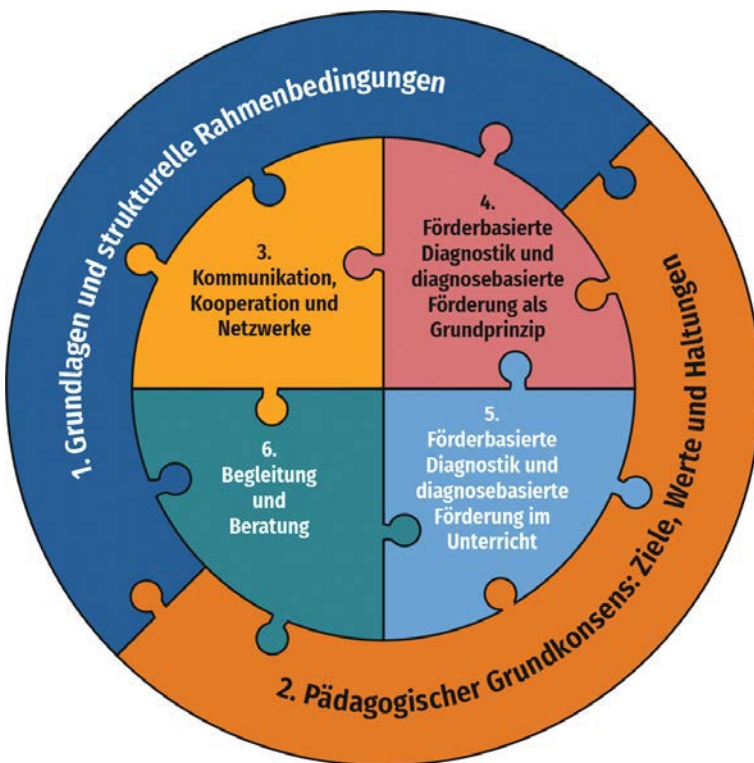 1. Grundlagen und strukturelle Rahmenbedingungen
2. Pädagogischer Grundkonsens: Ziele, Werte und Haltungen
3.
Kommunikation,
Kooperation und
Netzwerke
4.
Förderbasierte
Diagnostik und
diagnosebasierte
Förderung als
Grundprinzip
5.
Förderbasierte
Diagnostik und
diagnosebasierte
Förderung im
Unterricht
6.
Begleitung
und
Beratung